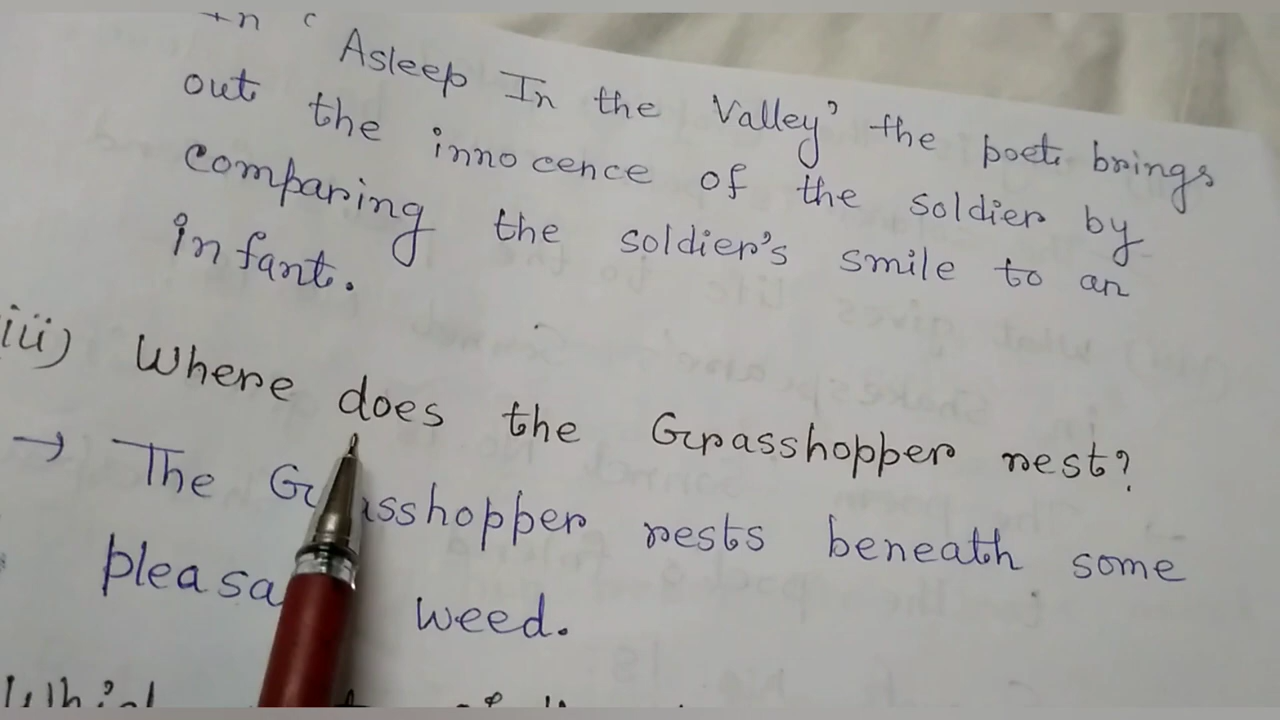 In ‘Asleep In the Valley’ the poet brings
out the innocence of the soldier by
comparing the soldier's smile to an
infant.
iii) Where does the Grasshopper rest?
→ The Grasshopper rests beneath some
weed.